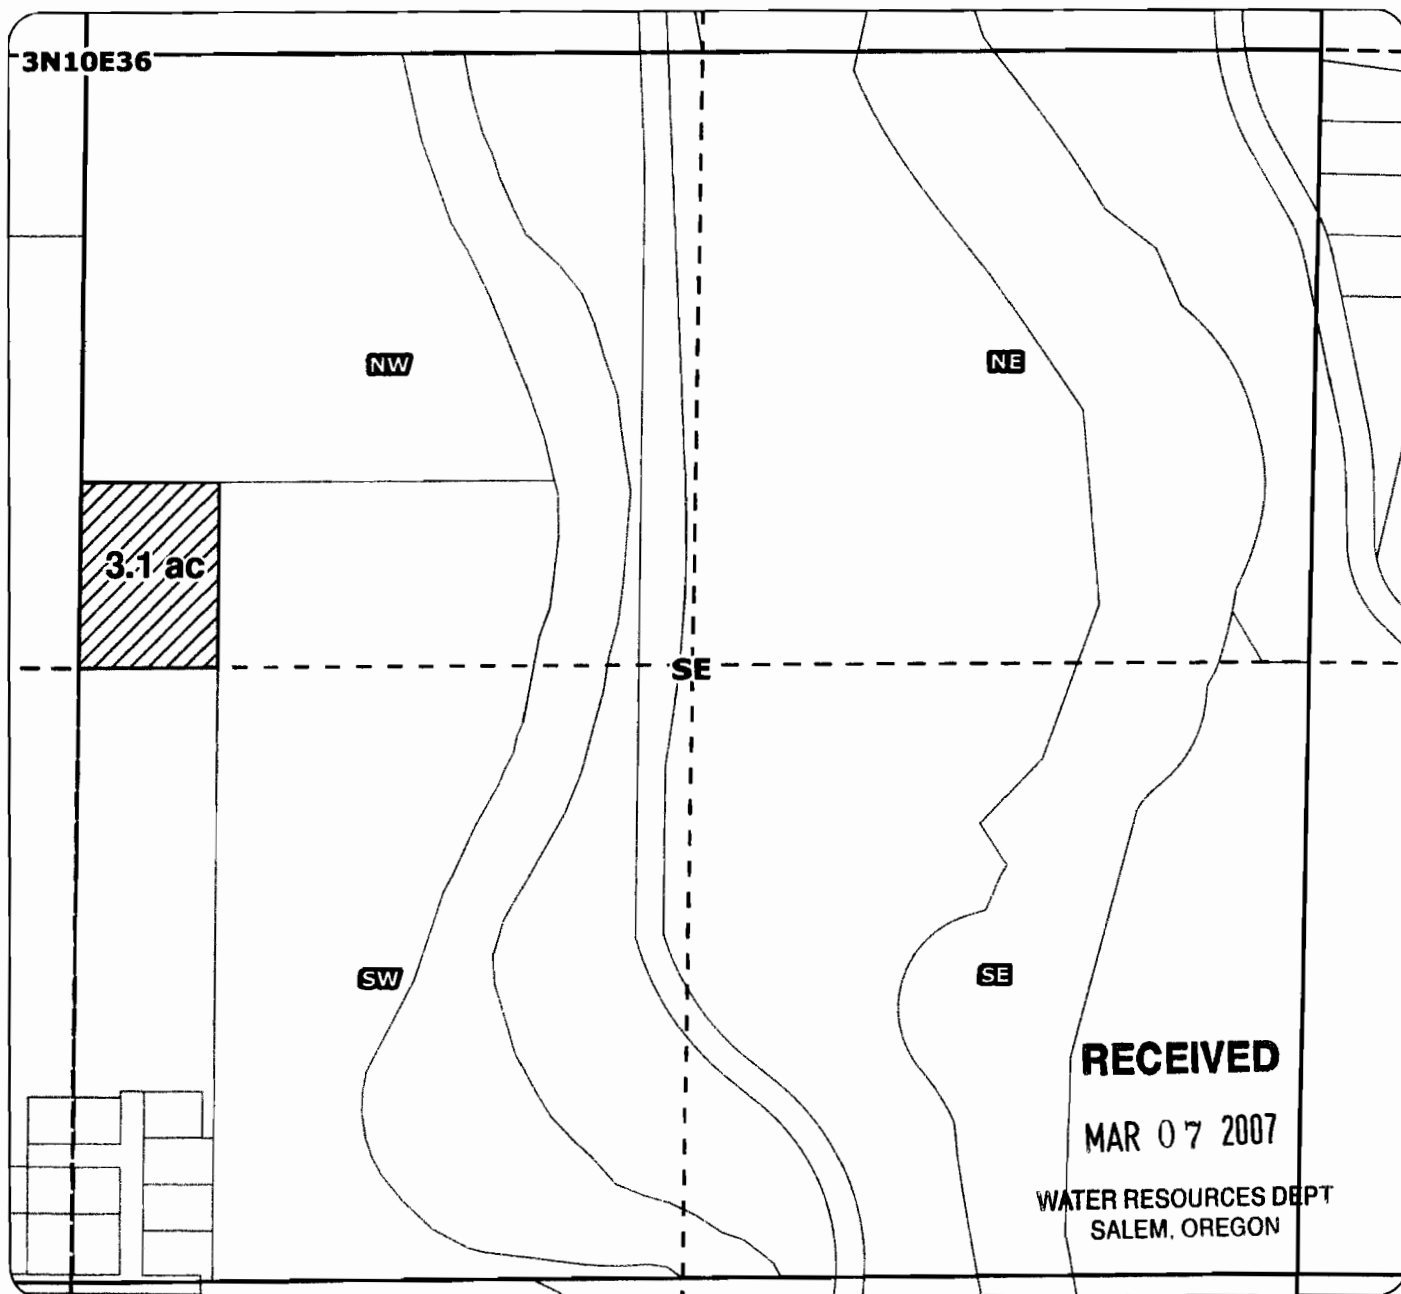 3N10E36
NW
NE
3.1 ac
SE
SW
SE
RECEIVED
MAR 07 2007
WATER RESOURCES DEPT
SALEM, OREGON